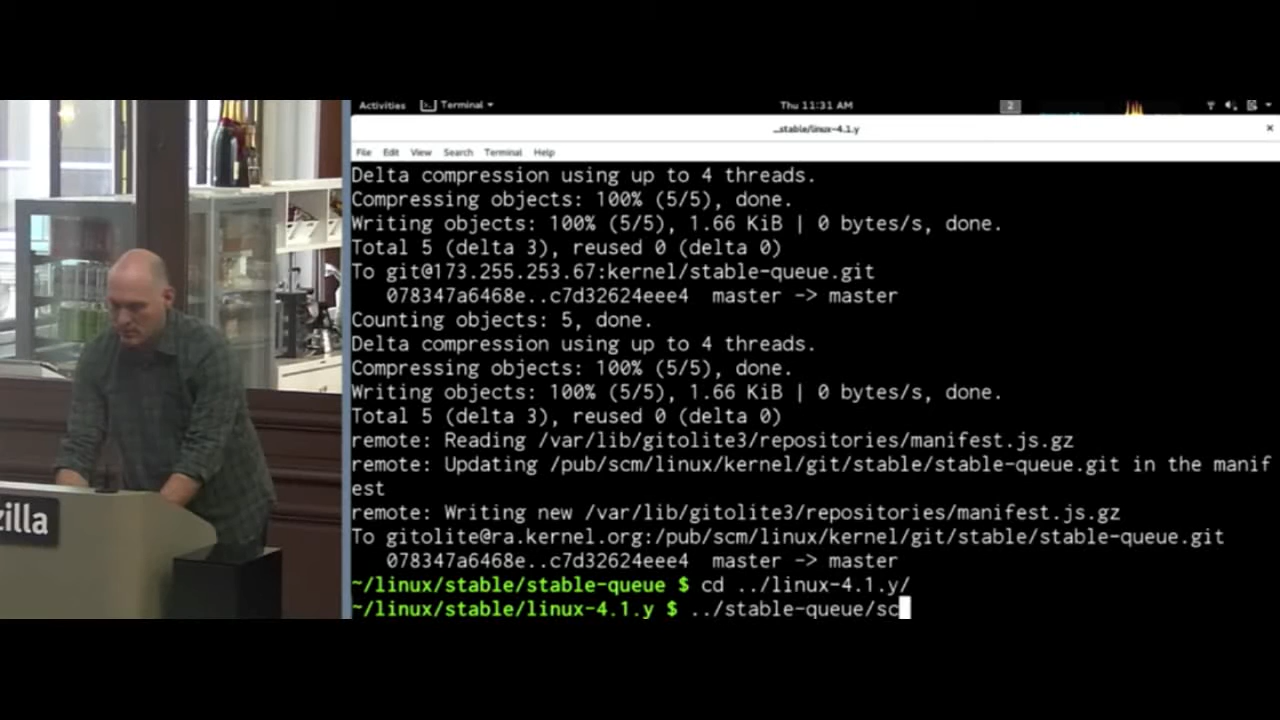 Activities Terminal Thu 11:31 AM 2
…stable/linux-4.1.y
File Edit View Search Terminal Help
Delta compression using up to 4 threads.
Compressing objects: 100% (5/5), done.
Writing objects: 100% (5/5), 1.66 KiB | 0 bytes/s, done.
Total 5 (delta 3), reused 0 (delta 0)
To git@173.255.253.67:kernel/stable-queue.git
078347a6468e..c7d32624eee4 master -> master
Counting objects: 5, done.
Delta compression using up to 4 threads.
Compressing objects: 100% (5/5), done.
Writing objects: 100% (5/5), 1.66 KiB | 0 bytes/s, done.
Total 5 (delta 3), reused 0 (delta 0)
remote: Reading /var/lib/gitolite3/repositories/manifest.js.gz
remote: Updating /pub/scm/linux/kernel/git/stable/stable-queue.git in the manif
est
remote: Writing new /var/lib/gitolite3/repositories/manifest.js.gz
To gitolite@ra.kernel.org:/pub/scm/linux/kernel/git/stable/stable-queue.git
078347a6468e..c7d32624eee4 master -> master
~/linux/stable/stable-queue $ cd ../linux-4.1.y/
~/linux/stable/linux-4.1.y $ ../stable-queue/sc
zilla